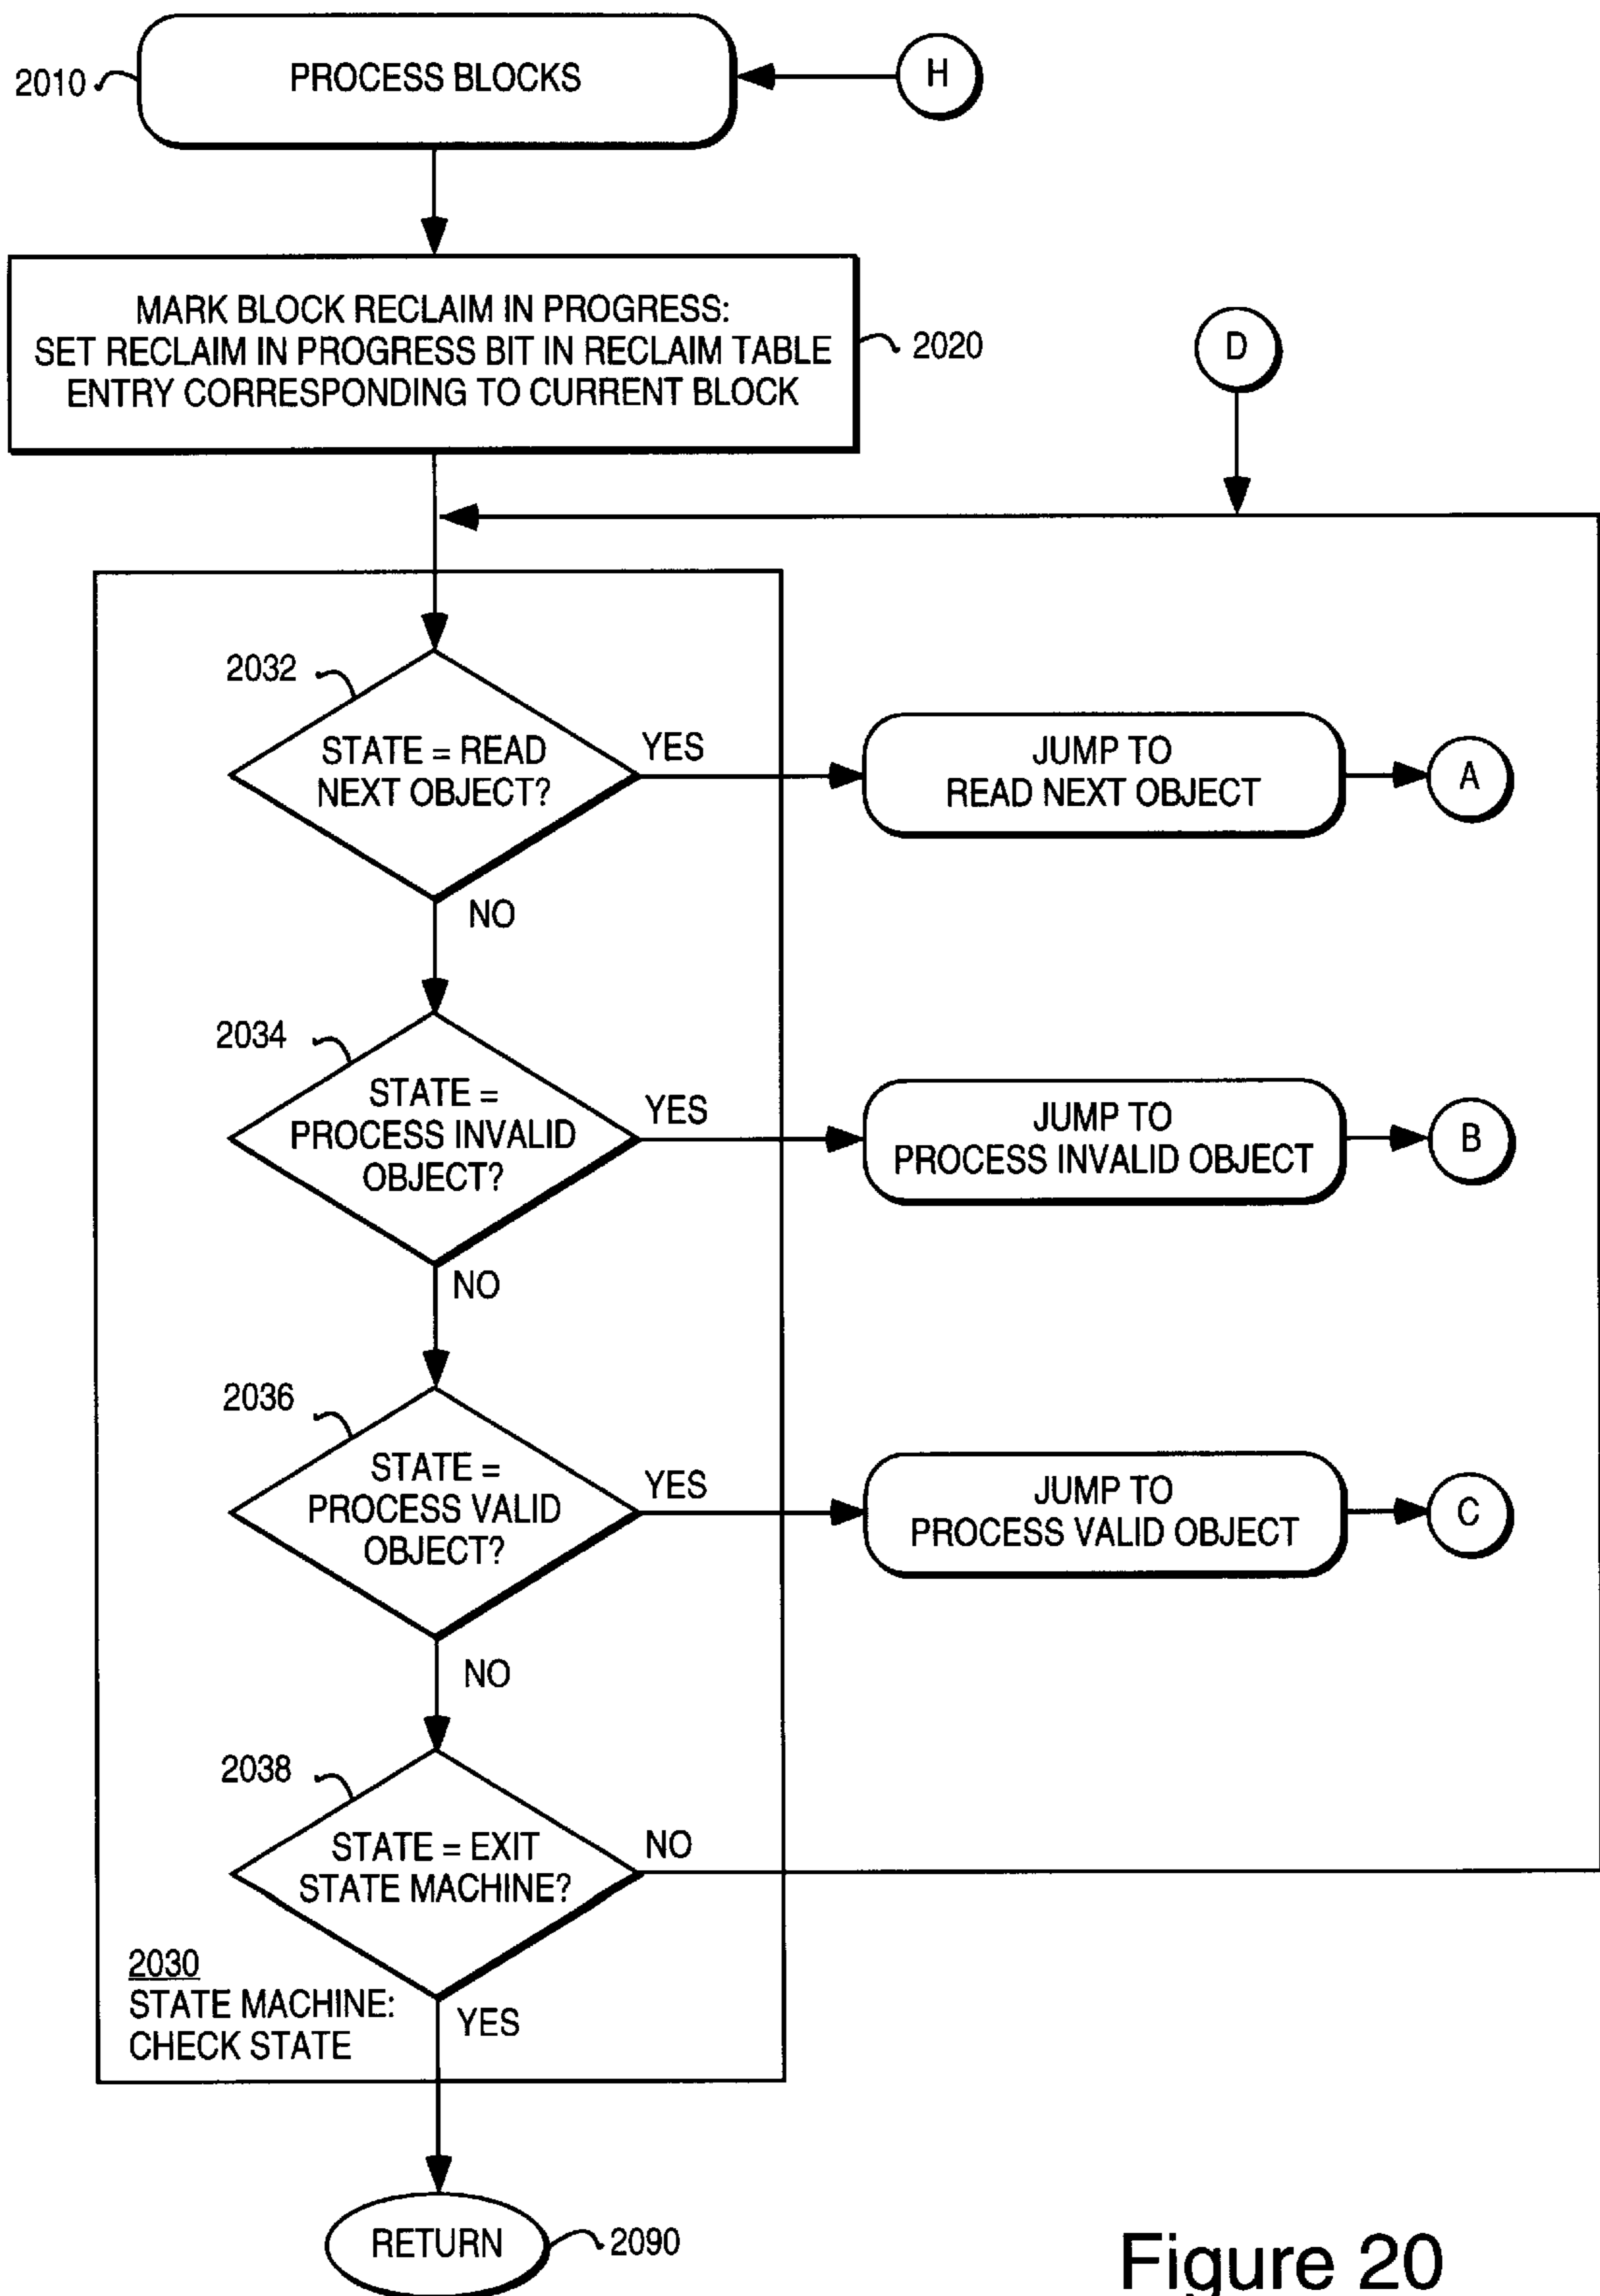 2010
PROCESS BLOCKS
H
MARK BLOCK RECLAIM IN PROGRESS:
SET RECLAIM IN PROGRESS BIT IN RECLAIM TABLE
ENTRY CORRESPONDING TO CURRENT BLOCK
2020
D
2032
STATE = READ
NEXT OBJECT?
YES
JUMP TO
READ NEXT OBJECT
A
NO
2034
STATE =
PROCESS INVALID
OBJECT?
YES
JUMP TO
PROCESS INVALID OBJECT
B
NO
2036
STATE =
PROCESS VALID
OBJECT?
YES
JUMP TO
PROCESS VALID OBJECT
C
NO
2038
STATE = EXIT
STATE MACHINE?
NO
2030
STATE MACHINE:
CHECK STATE
YES
RETURN
2090
Figure 20